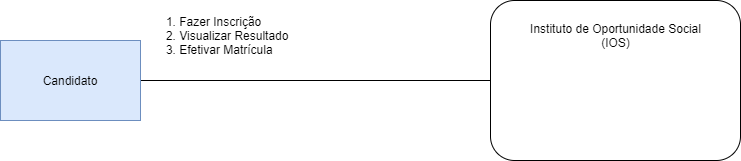 1. Fazer Inscrição
2. Visualizar Resultado
3. Efetivar Matrícula
Candidato
Instituto de Oportunidade Social
(IOS)